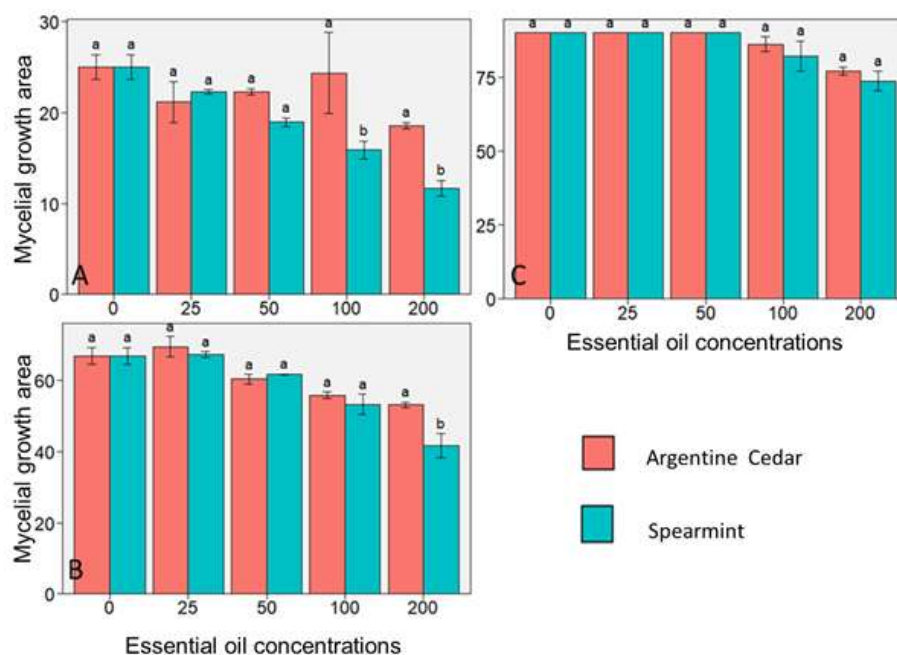 Mycelial growth area
30
20
10
0
a a a a a a a b a b
A
0 25 50 100 200
75
50
25
0
a a a a a a a a a a
C
0 25 50 100 200
Essential oil concentrations
Mycelial growth area
60
40
20
0
a a a a a a a a a b
B
0 25 50 100 200
Essential oil concentrations
Argentine Cedar
Spearmint